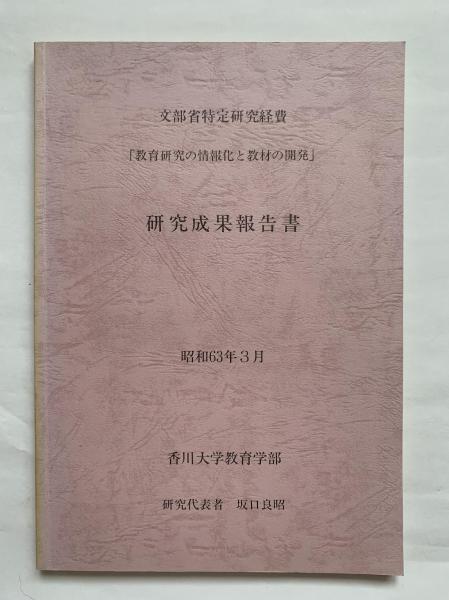 文部省特定研究経費
「教育研究の情報化と教材の開発」
研究成果報告書
昭和63年3月
香川大学教育学部
研究代表者　坂口良昭